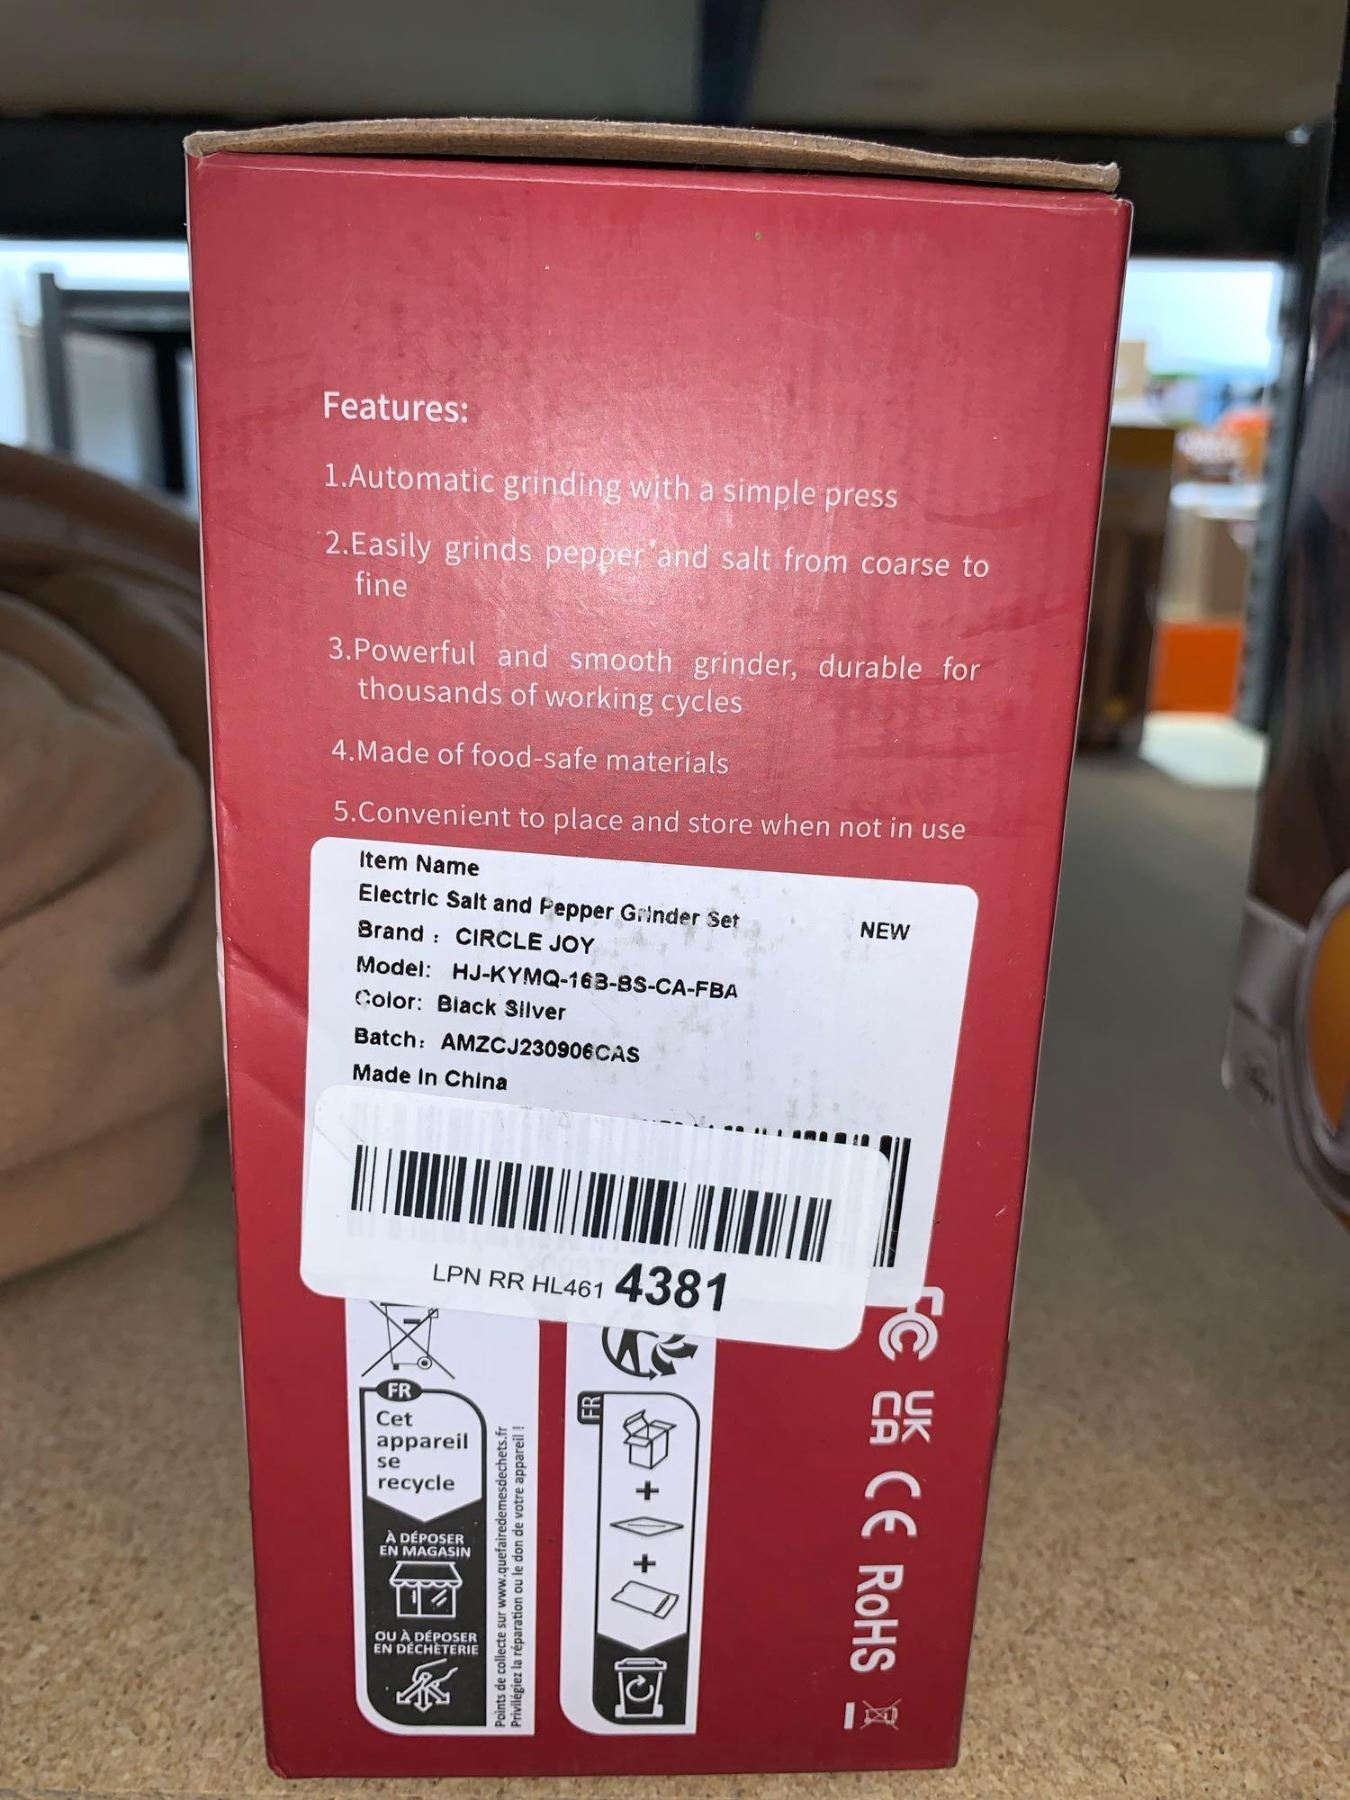 Features:
1.Automatic grinding with a simple press
2.Easily grinds pepper and salt from coarse to
fine
3.Powerful and smooth grinder, durable for
thousands of working cycles
4.Made of food-safe materials
5.Convenient to place and store when not in use
Item Name
Electric Salt and Pepper Grinder Set
NEW
Brand : CIRCLE JOY
Model: HJ-KYMQ-16B-BS-CA-FBA
Color: Black Silver
Batch: AMZCJ230906CAS
Made In China
LPN RR HL461 4381
FR
Cet
appareil
se
recycle
À DÉPOSER
EN MAGASIN
OU À DÉPOSER
EN DÉCHÈTERIE
Points de collecte sur www.quefairedemesdechets.fr
Privilégiez la réparation ou le don de votre appareil !
FR
+
+
FC
UK
CA
CE
RoHS